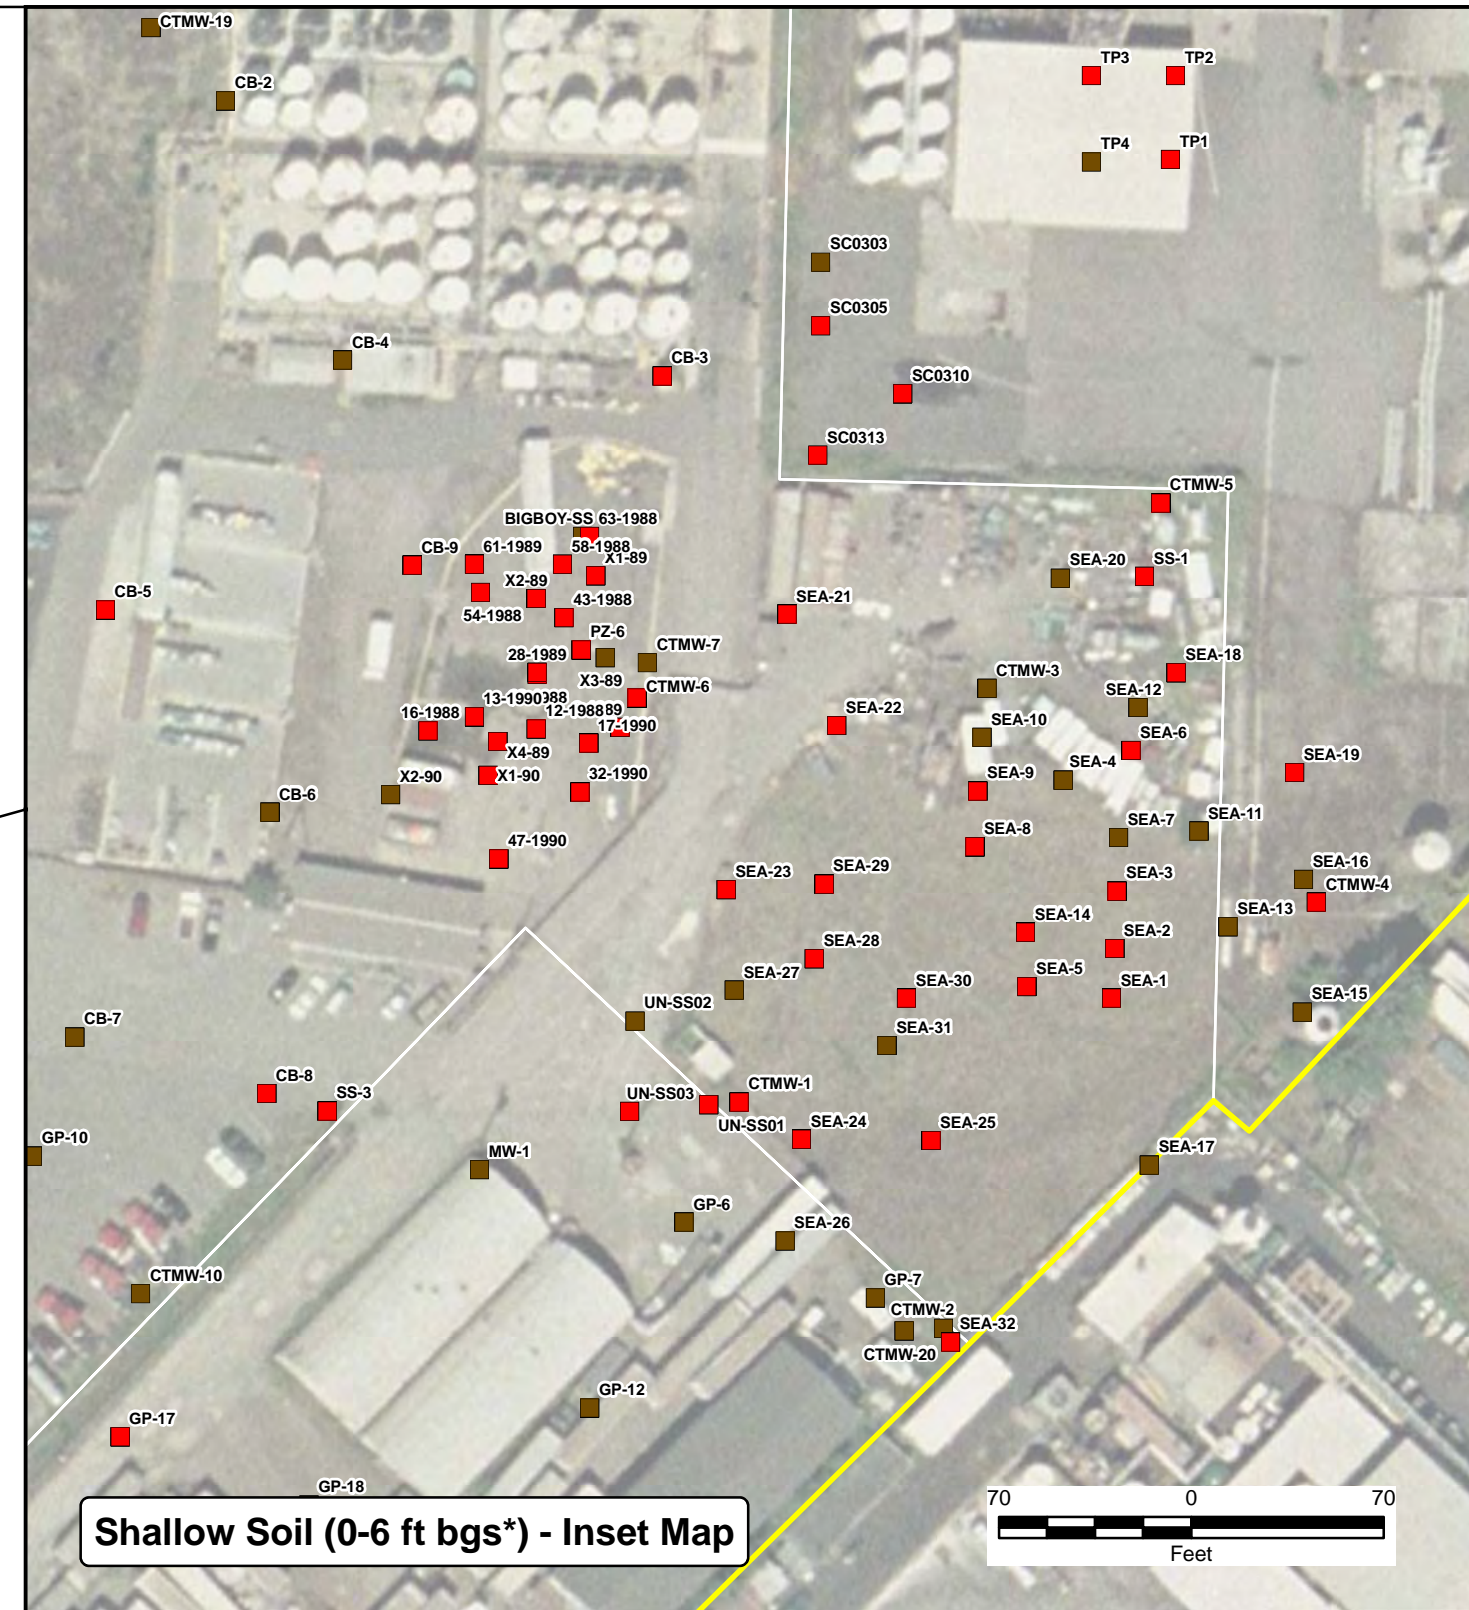 CTMW-19
CB-2
TP3
TP2
TP4
TP1
SC0303
SC0305
CB-4
CB-3
SC0310
SC0313
CTMW-5
BIGBOY-SS
63-1988
CB-9
61-1989
58-1988
X1-89
SEA-20
SS-1
CB-5
X2-89
54-1988
43-1988
SEA-21
PZ-6
28-1989
CTMW-7
X3-89
SEA-18
CTMW-3
CTMW-6
SEA-12
13-1990
16-1988
12-1988
17-1990
SEA-22
SEA-10
SEA-6
X4-89
X1-90
X2-90
32-1990
SEA-9
SEA-4
SEA-19
CB-6
SEA-8
SEA-7
SEA-11
47-1990
SEA-23
SEA-29
SEA-3
SEA-16
CTMW-4
SEA-14
SEA-13
SEA-28
SEA-2
SEA-27
SEA-30
SEA-5
SEA-1
UN-SS02
SEA-15
CB-7
SEA-31
CB-8
SS-3
UN-SS03
CTMW-1
UN-SS01
SEA-24
SEA-25
GP-10
MW-1
SEA-17
GP-6
SEA-26
CTMW-10
GP-7
CTMW-2
SEA-32
CTMW-20
GP-12
GP-17
GP-18
Shallow Soil (0-6 ft bgs*) - Inset Map
70 0 70
Feet